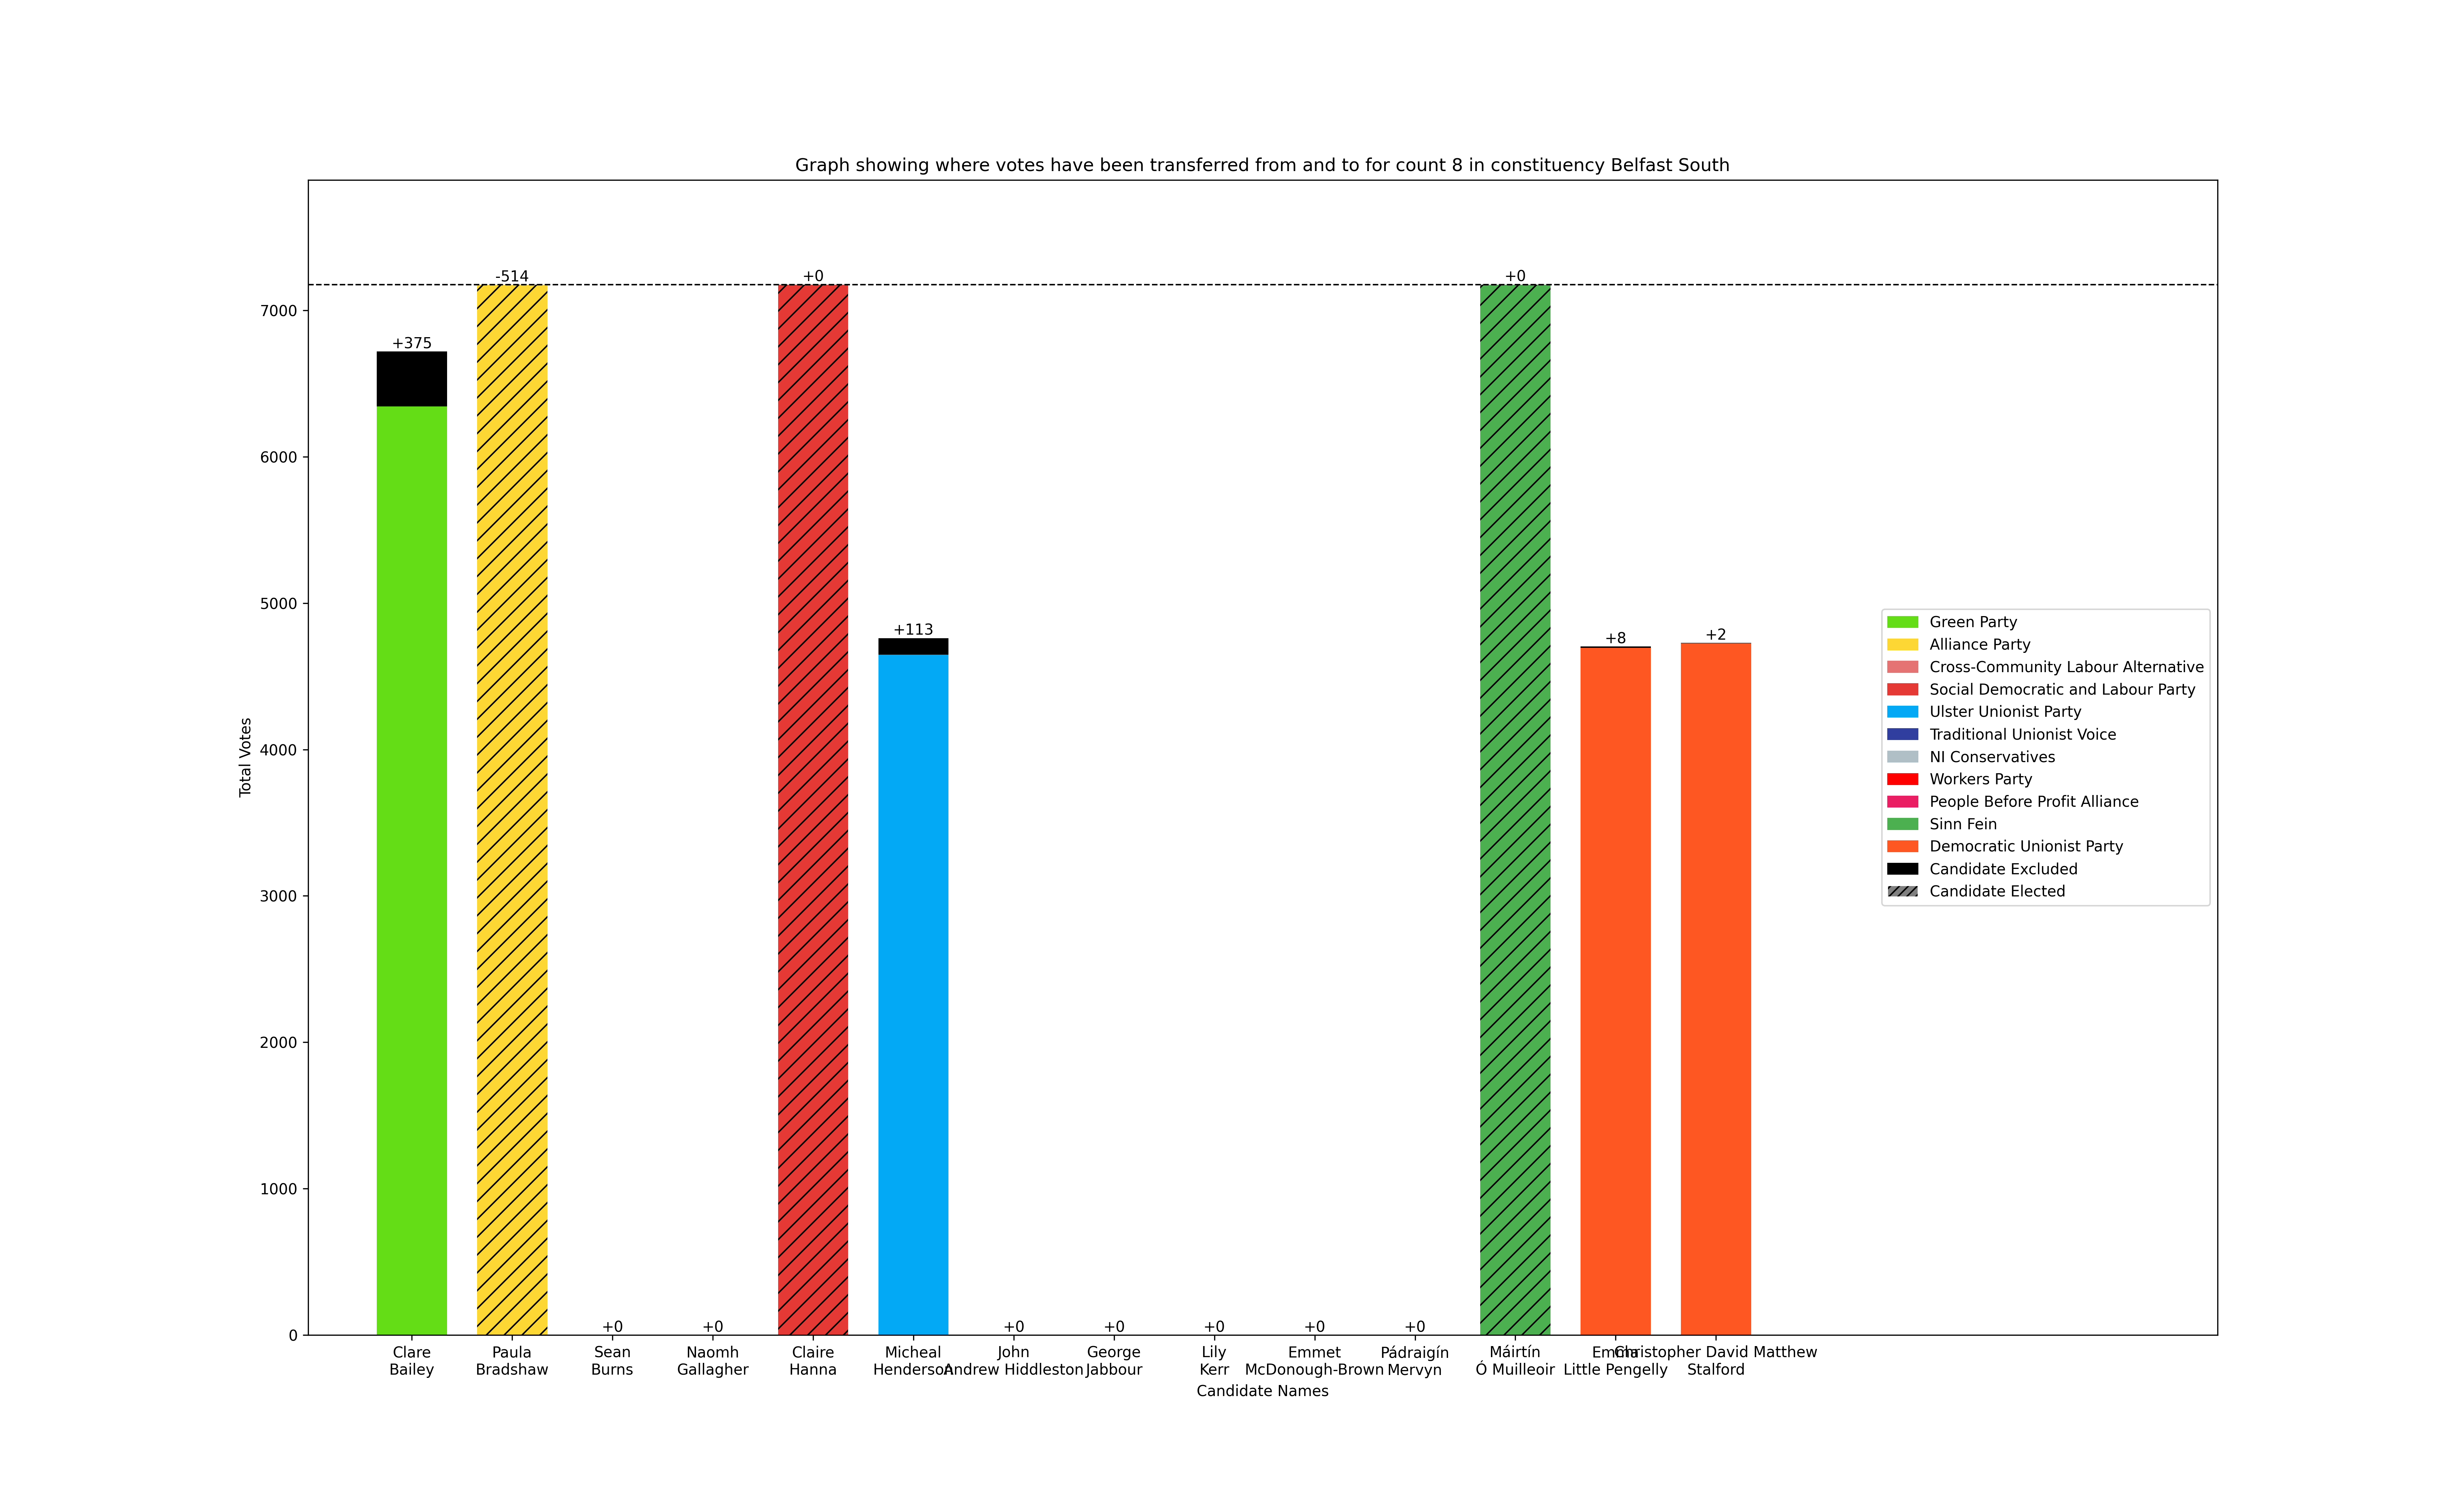 Graph showing where votes have been transferred from and to for count 8 in constituency Belfast South
Total Votes
7000
6000
5000
4000
3000
2000
1000
0
+375
-514
+0
+0
+0
+113
+0
+0
+0
+0
+0
+0
+8
+2
Clare
Bailey
Paula
Bradshaw
Sean
Burns
Naomh
Gallagher
Claire
Hanna
Micheal
Henderson
John
Andrew Hiddleston
George
Jabbour
Lily
Kerr
Emmet
McDonough-Brown
Pádraigín
Mervyn
Máirtín
Ó Muilleoir
Emma
Little Pengelly
Christopher David Matthew
Stalford
Candidate Names
Green Party
Alliance Party
Cross-Community Labour Alternative
Social Democratic and Labour Party
Ulster Unionist Party
Traditional Unionist Voice
NI Conservatives
Workers Party
People Before Profit Alliance
Sinn Fein
Democratic Unionist Party
Candidate Excluded
Candidate Elected